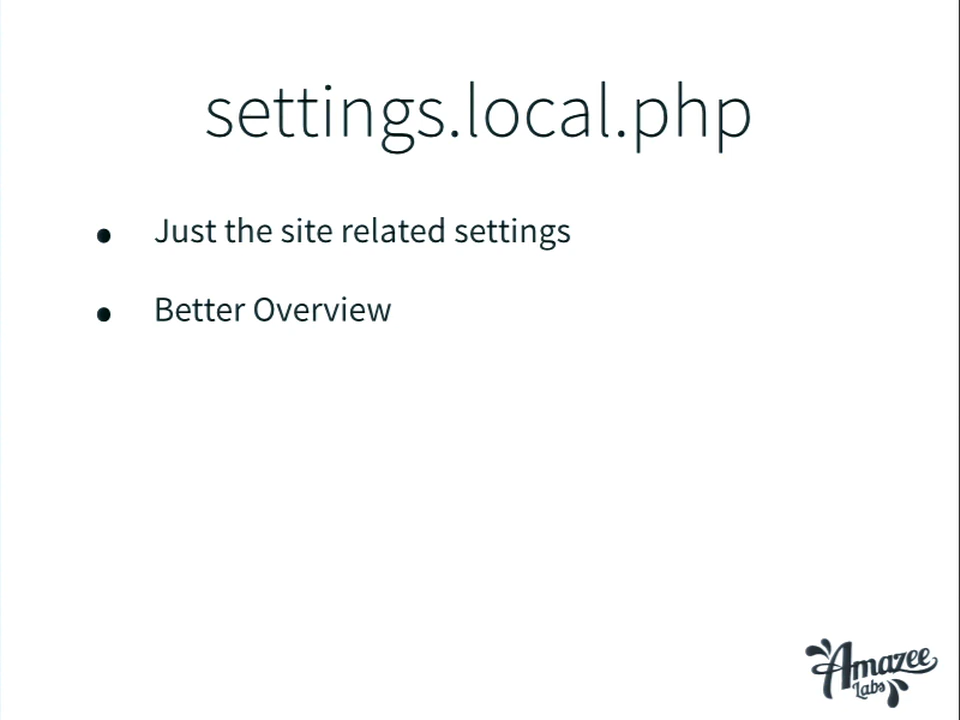 settings.local.php
Just the site related settings
Better Overview
Amazee
Labs